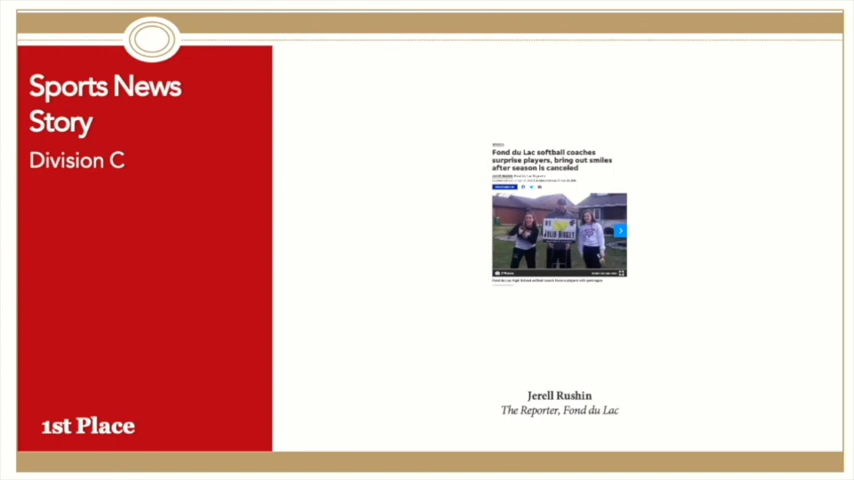 Sports News
Story
Division C
Fond du Lac softball coaches
surprise players, bring out smiles
after season is canceled
JULIA
1st Place
Jerell Rushin
The Reporter, Fond du Lac